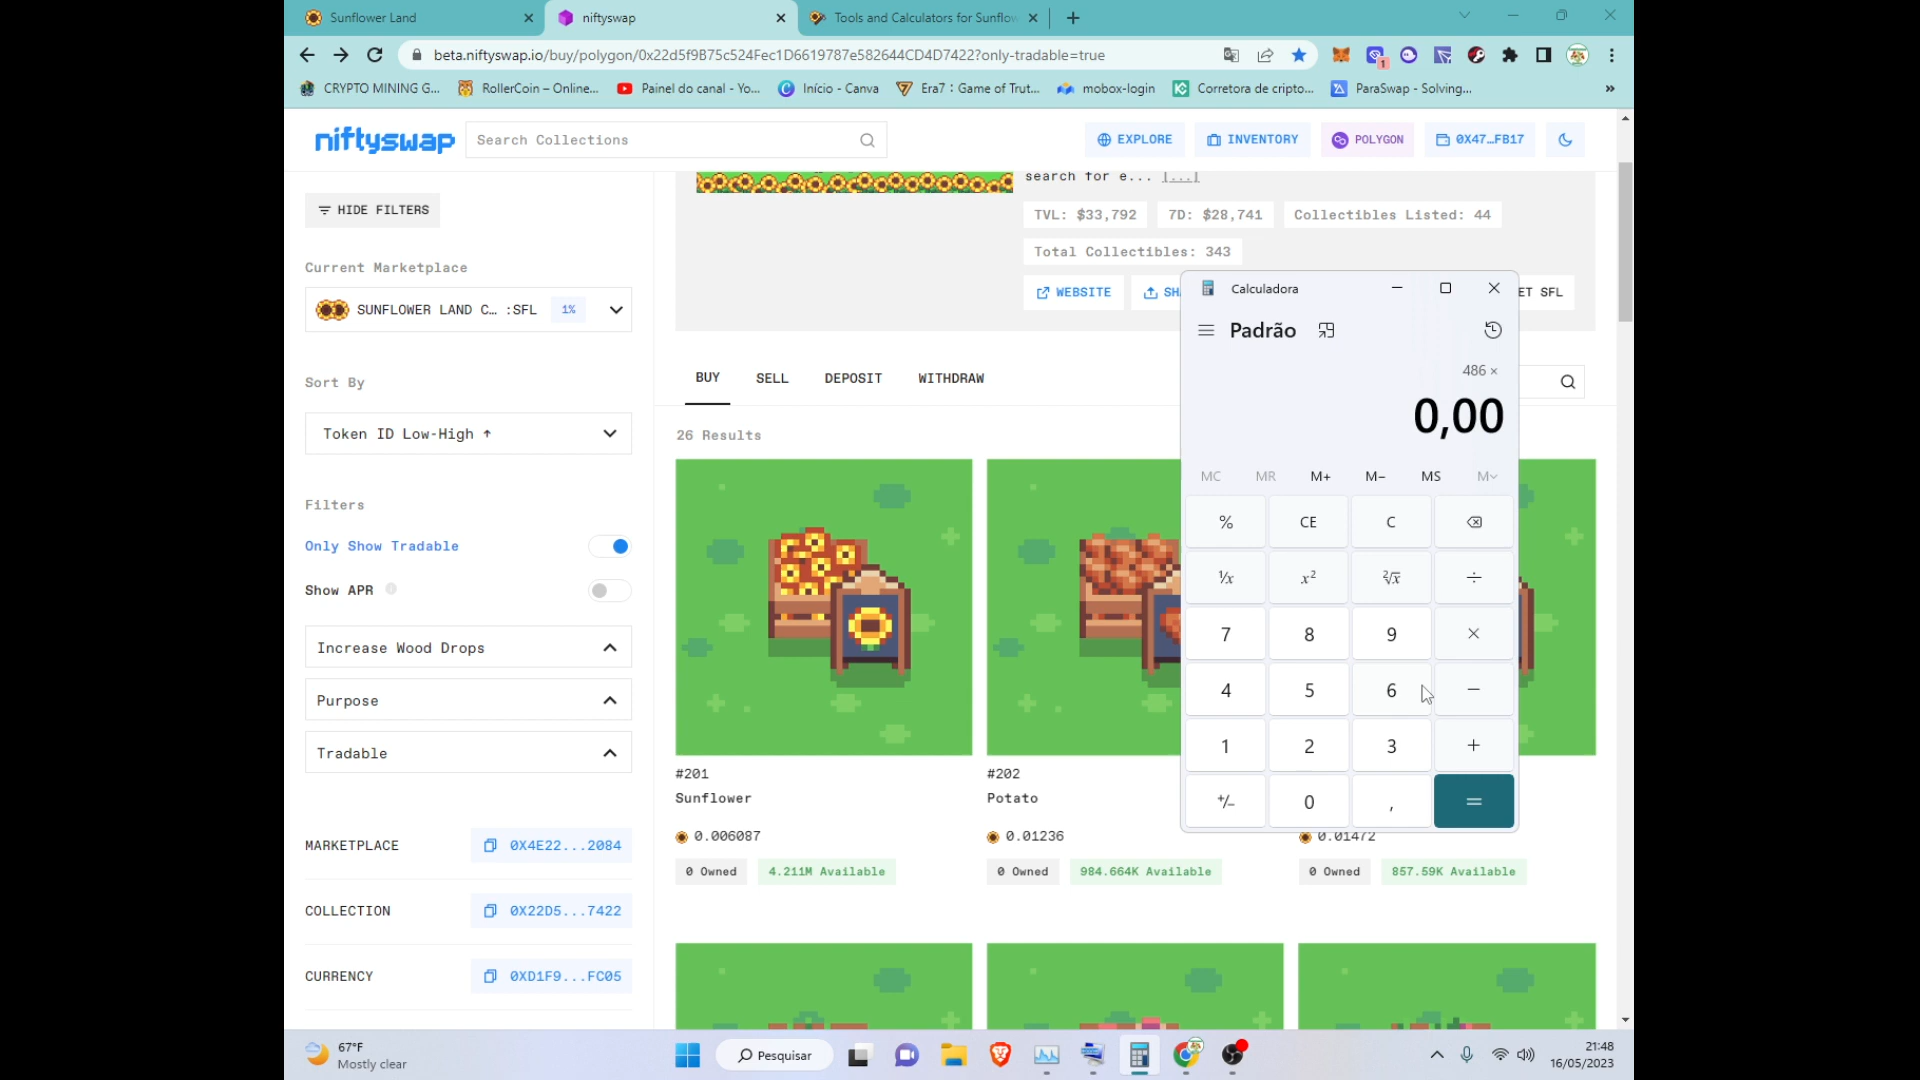 Sunflower Land
niftyswap
Tools and Calculators for Sunflow
beta.niftyswap.io/buy/polygon/0x22d5f9B75c524Fec1D6619787e582644CD4D7422?only-tradable=true
CRYPTO MINING G...
RollerCoin – Online...
Painel do canal - Yo...
Início - Canva
Era7 : Game of Trut...
mobox-login
Corretora de cripto...
ParaSwap - Solving...
»
niftyswap
Search Collections
EXPLORE
INVENTORY
POLYGON
0X47…FB17
search for e... [...]
HIDE FILTERS
TVL: $33,792
7D: $28,741
Collectibles Listed: 44
Total Collectibles: 343
Current Marketplace
SUNFLOWER LAND C… :SFL
1%
WEBSITE
SH
ET SFL
Calculadora
Padrão
486 ×
0,00
MC MR M+ M− MS M
% CE C
⅟x x² ²√x ÷
7 8 9 ×
4 5 6 −
1 2 3 +
+/− 0 , =
Sort By
Token ID Low-High ↑
BUY
SELL
DEPOSIT
WITHDRAW
26 Results
Filters
Only Show Tradable
Show APR
Increase Wood Drops
Purpose
Tradable
#201
Sunflower
0.006087
0 Owned
4.211M Available
#202
Potato
0.01236
0 Owned
984.664K Available
0.01472
0 Owned
857.59K Available
MARKETPLACE
0X4E22...2084
COLLECTION
0X22D5...7422
CURRENCY
0XD1F9...FC05
67°F
Mostly clear
Pesquisar
21:48
16/05/2023